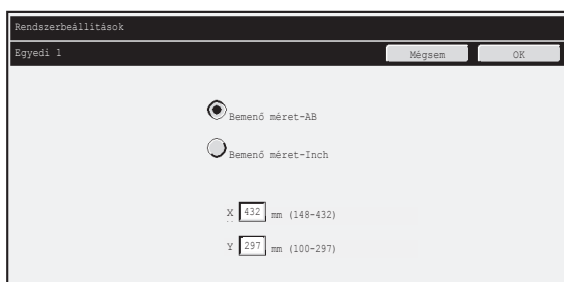 Rendszerbeállítások
Egyedi 1 Mégsem OK
Bemenő méret-AB
Bemenő méret-Inch
X 432 mm (148-432)
Y 297 mm (100-297)